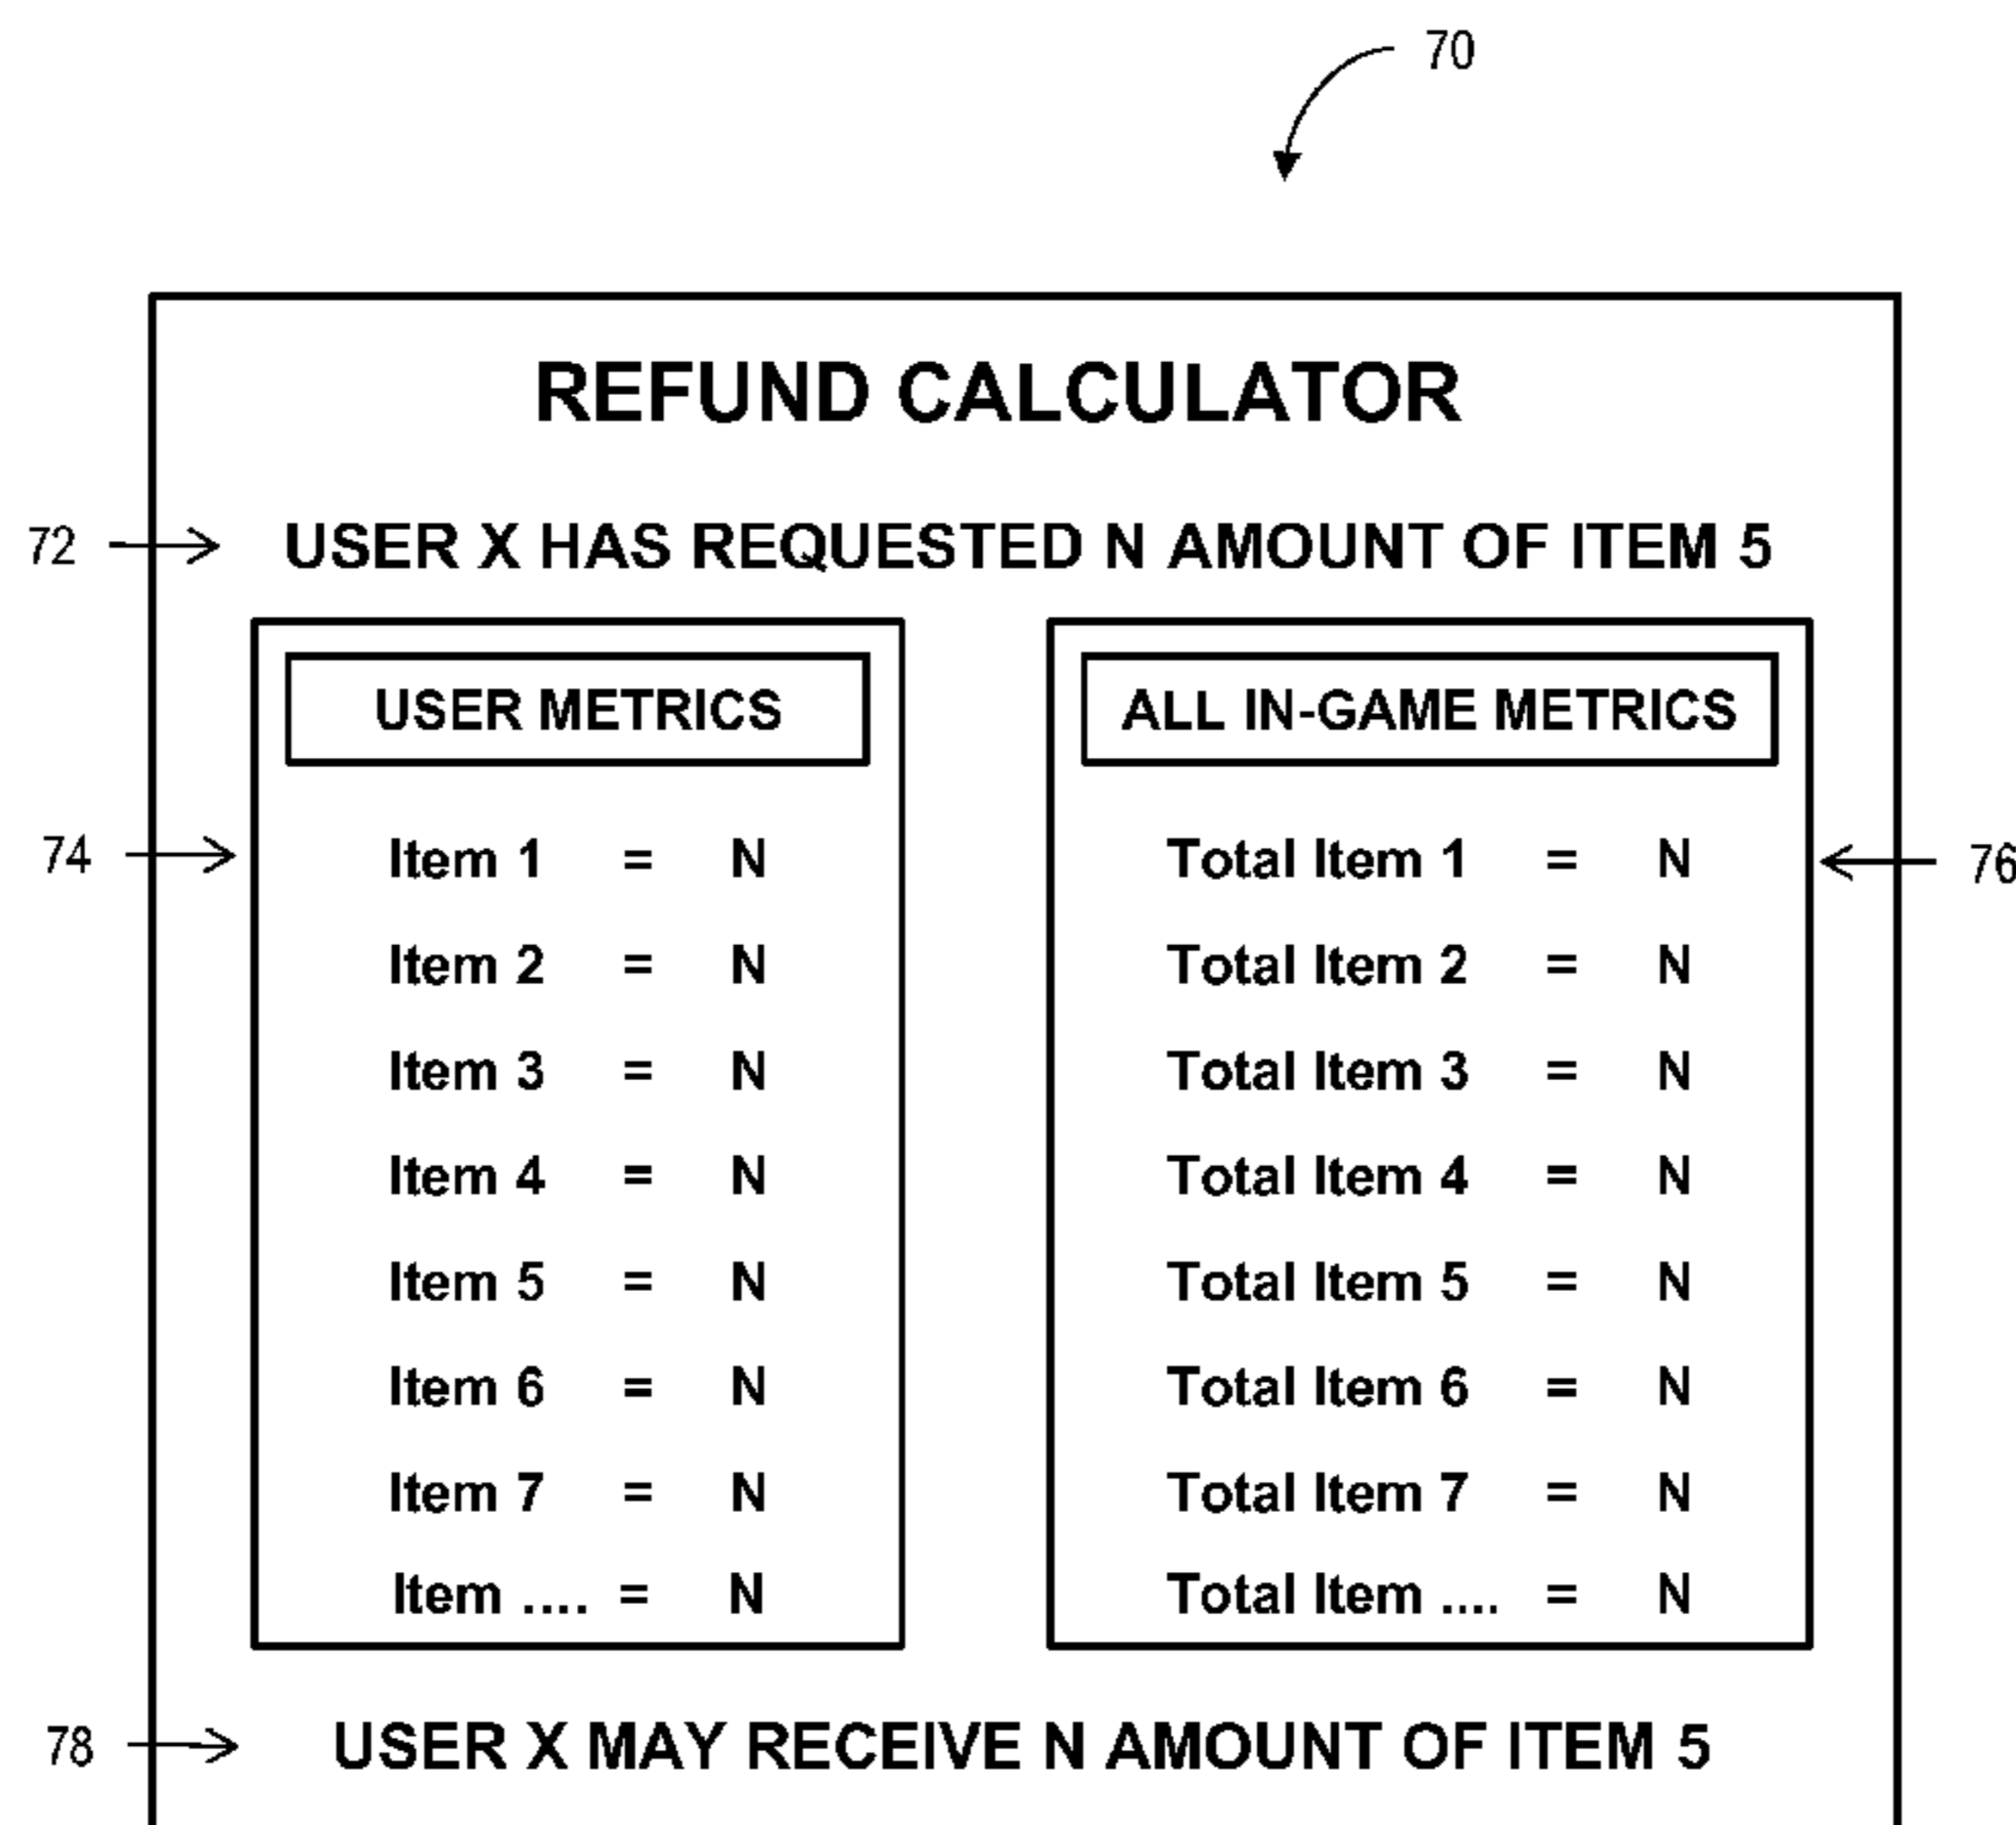 70
REFUND CALCULATOR
72
USER X HAS REQUESTED N AMOUNT OF ITEM 5
USER METRICS
74
Item 1 = N
Item 2 = N
Item 3 = N
Item 4 = N
Item 5 = N
Item 6 = N
Item 7 = N
Item .... = N
ALL IN-GAME METRICS
Total Item 1 = N
76
Total Item 2 = N
Total Item 3 = N
Total Item 4 = N
Total Item 5 = N
Total Item 6 = N
Total Item 7 = N
Total Item .... = N
78
USER X MAY RECEIVE N AMOUNT OF ITEM 5